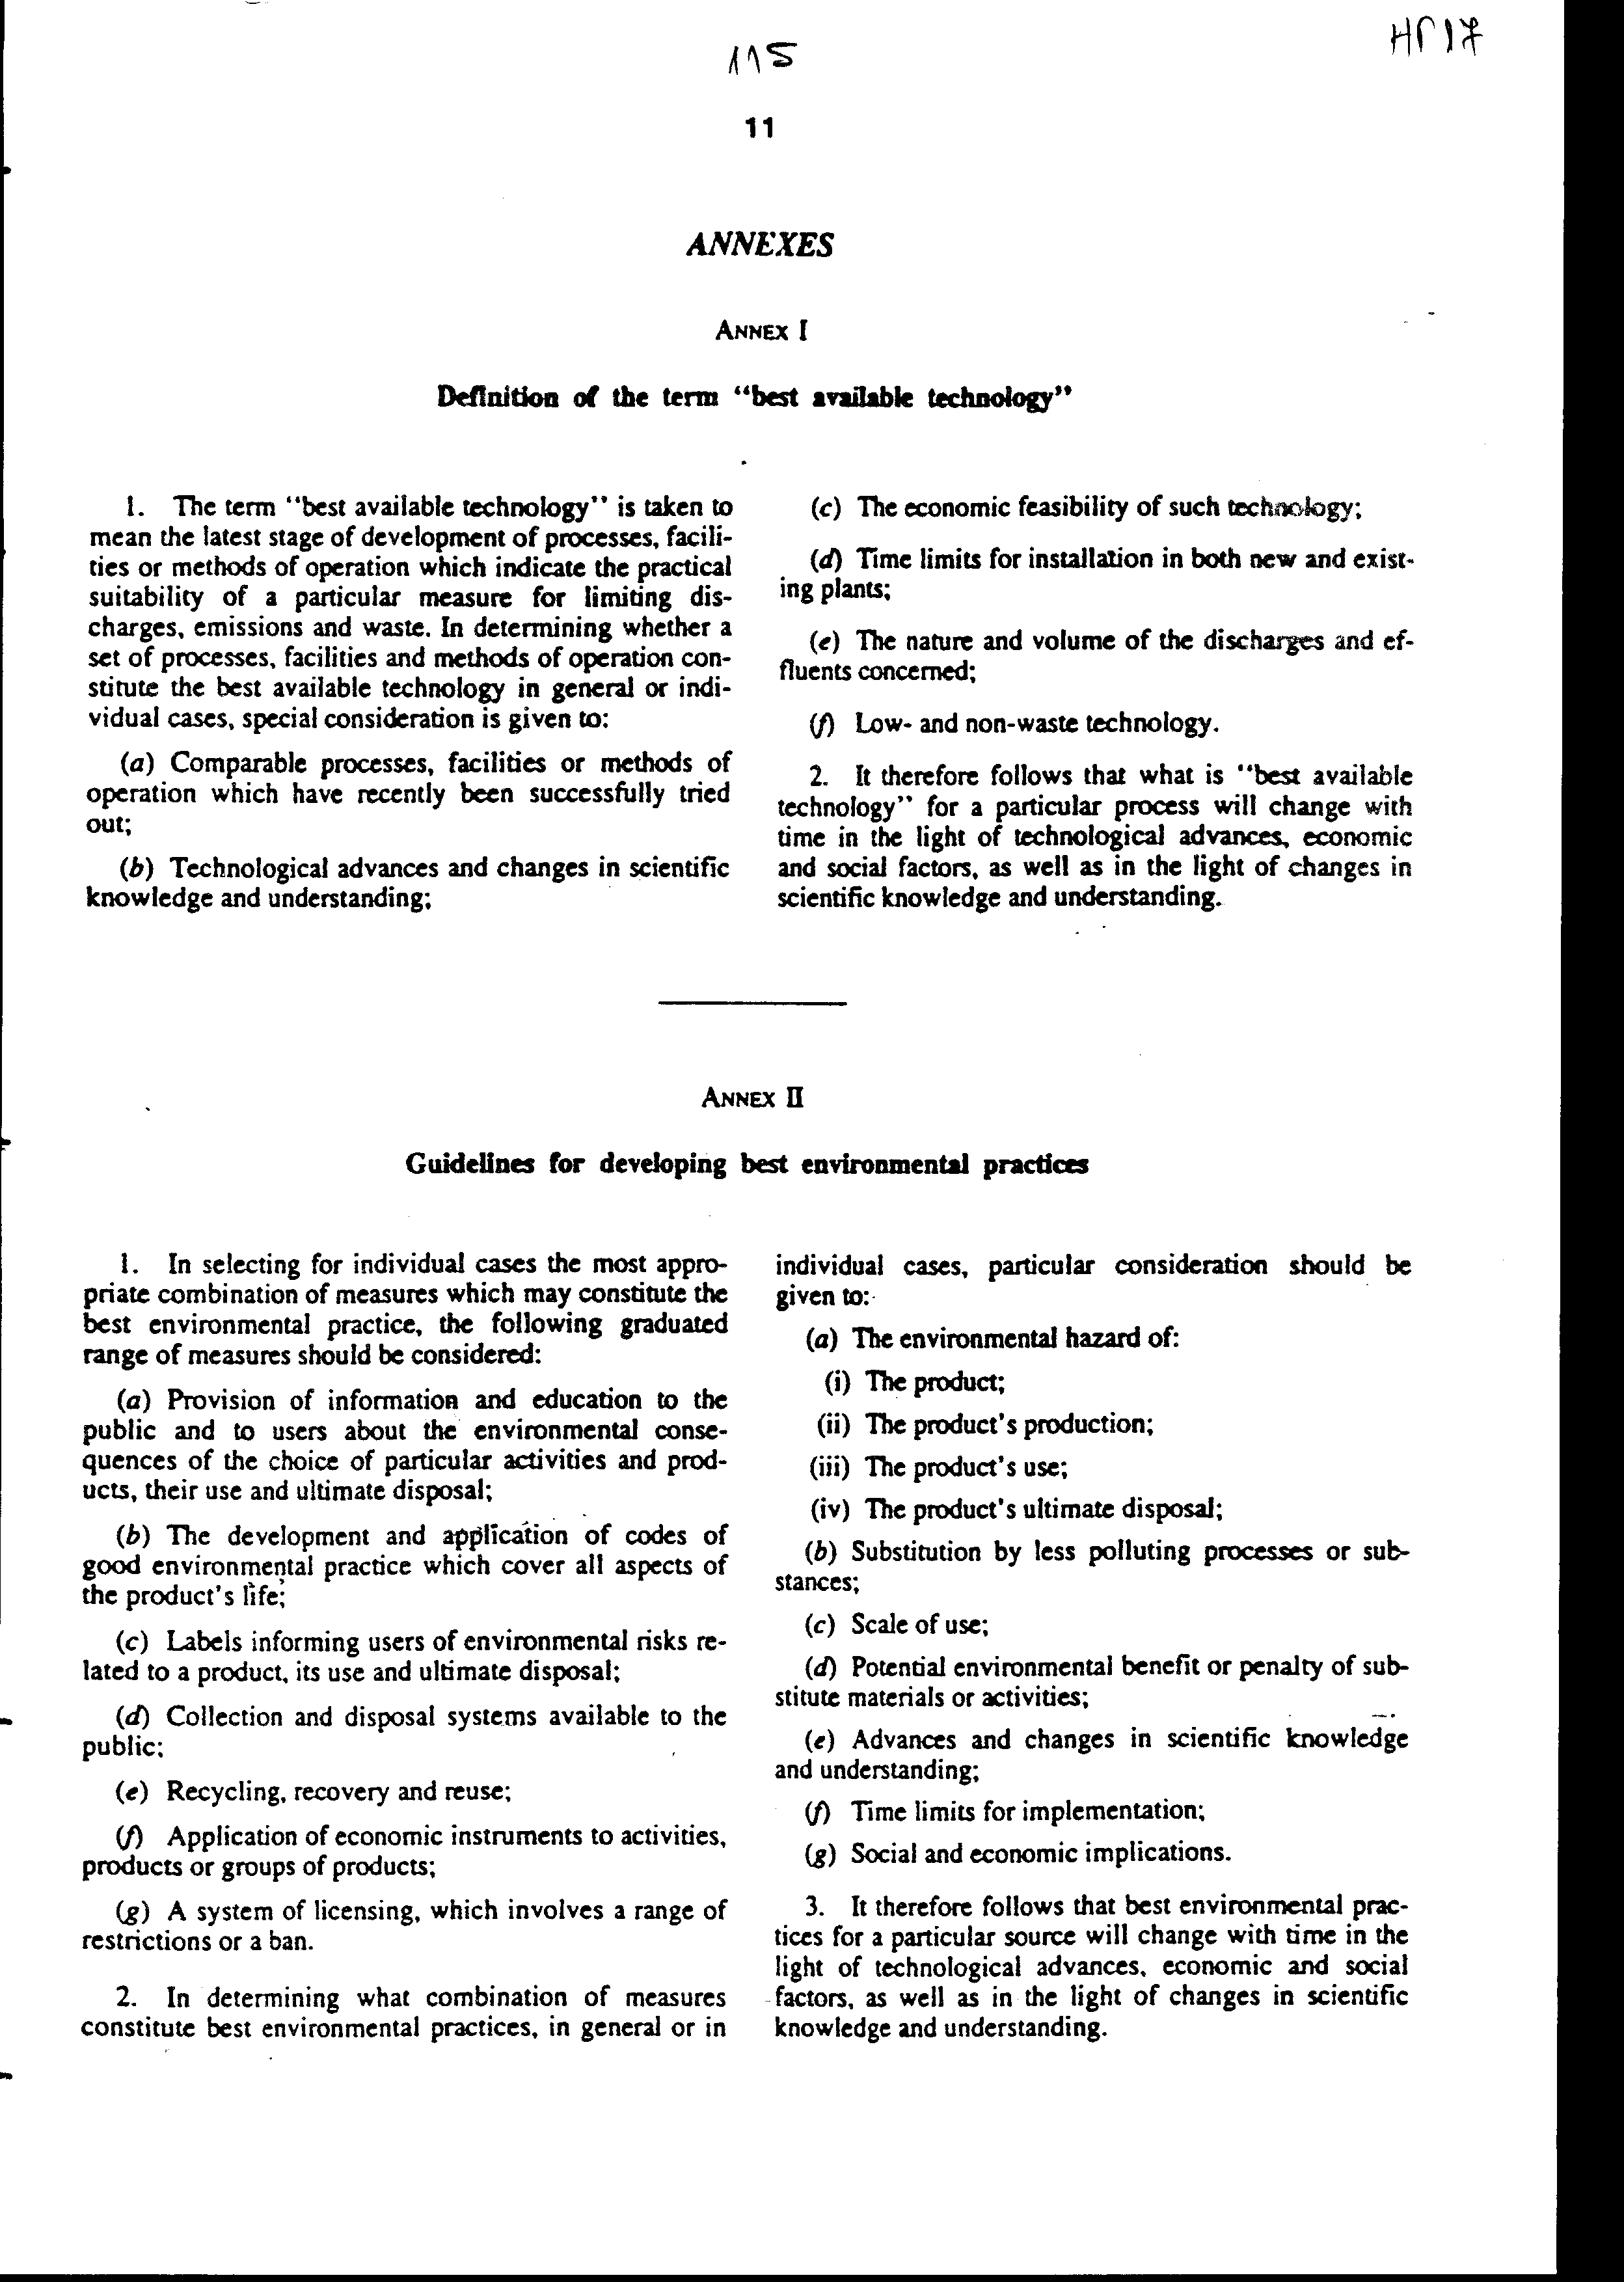 115
11
ANNEXES
ANNEX I
Definition of the term “best available technology”
1. The term “best available technology” is taken to
mean the latest stage of development of processes, facili-
ties or methods of operation which indicate the practical
suitability of a particular measure for limiting dis-
charges, emissions and waste. In determining whether a
set of processes, facilities and methods of operation con-
stitute the best available technology in general or indi-
vidual cases, special consideration is given to:
(a) Comparable processes, facilities or methods of
operation which have recently been successfully tried
out;
(b) Technological advances and changes in scientific
knowledge and understanding;
(c) The economic feasibility of such technology;
(d) Time limits for installation in both new and exist-
ing plants;
(e) The nature and volume of the discharges and ef-
fluents concerned;
(f) Low- and non-waste technology.
2. It therefore follows that what is “best available
technology” for a particular process will change with
time in the light of technological advances, economic
and social factors, as well as in the light of changes in
scientific knowledge and understanding.
ANNEX II
Guidelines for developing best environmental practices
1. In selecting for individual cases the most appro-
priate combination of measures which may constitute the
best environmental practice, the following graduated
range of measures should be considered:
(a) Provision of information and education to the
public and to users about the environmental conse-
quences of the choice of particular activities and prod-
ucts, their use and ultimate disposal;
(b) The development and application of codes of
good environmental practice which cover all aspects of
the product's life;
(c) Labels informing users of environmental risks re-
lated to a product, its use and ultimate disposal;
(d) Collection and disposal systems available to the
public;
(e) Recycling, recovery and reuse;
(f) Application of economic instruments to activities,
products or groups of products;
(g) A system of licensing, which involves a range of
restrictions or a ban.
2. In determining what combination of measures
constitute best environmental practices, in general or in
individual cases, particular consideration should be
given to:
(a) The environmental hazard of:
(i) The product;
(ii) The product's production;
(iii) The product's use;
(iv) The product's ultimate disposal;
(b) Substitution by less polluting processes or sub-
stances;
(c) Scale of use;
(d) Potential environmental benefit or penalty of sub-
stitute materials or activities;
(e) Advances and changes in scientific knowledge
and understanding;
(f) Time limits for implementation;
(g) Social and economic implications.
3. It therefore follows that best environmental prac-
tices for a particular source will change with time in the
light of technological advances, economic and social
factors, as well as in the light of changes in scientific
knowledge and understanding.